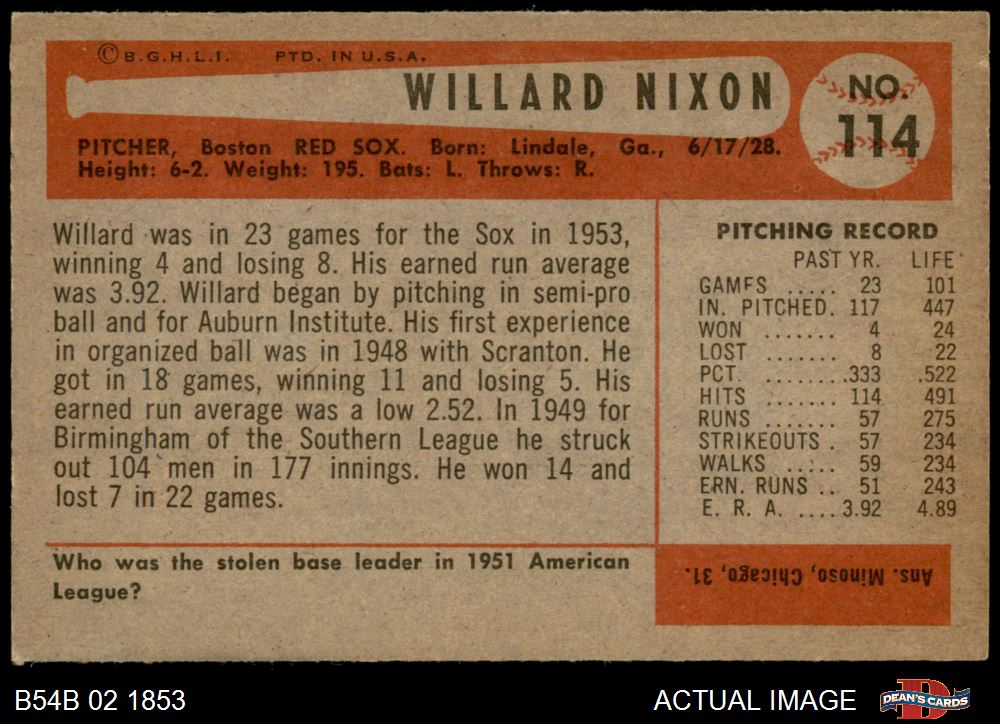 © B.G.H.L.I. PTD. IN U.S.A.
WILLARD NIXON
NO.
114
PITCHER, Boston RED SOX. Born: Lindale, Ga., 6/17/28.
Height: 6-2. Weight: 195. Bats: L. Throws: R.
Willard was in 23 games for the Sox in 1953,
winning 4 and losing 8. His earned run average
was 3.92. Willard began by pitching in semi-pro
ball and for Auburn Institute. His first experience
in organized ball was in 1948 with Scranton. He
got in 18 games, winning 11 and losing 5. His
earned run average was a low 2.52. In 1949 for
Birmingham of the Southern League he struck
out 104 men in 177 innings. He won 14 and
lost 7 in 22 games.
PITCHING RECORD
PAST YR. LIFE
GAMES ..... 23 101
IN. PITCHED. 117 447
WON ....... 4 24
LOST ....... 8 22
PCT. ........ .333 .522
HITS ....... 114 491
RUNS ...... 57 275
STRIKEOUTS . 57 234
WALKS ..... 59 234
ERN. RUNS .. 51 243
E. R. A. .... 3.92 4.89
Who was the stolen base leader in 1951 American
League?
Ans. Minoso, Chicago, 31.
B54B 02 1853
ACTUAL IMAGE
DEAN'S CARDS